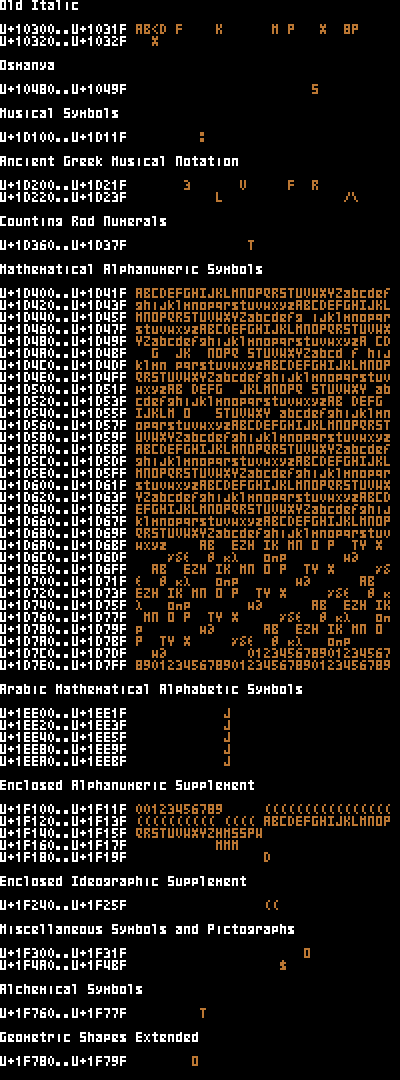 Old Italic
U+10300..U+1031F AB<D F    K      M P   X  8P
U+10320..U+1032F   X
Osmanya
U+10480..U+1049F                       S
Musical Symbols
U+1D100..U+1D11F         :
Ancient Greek Musical Notation
U+1D200..U+1D21F       3      V     F  R
U+1D220..U+1D23F           L               /\
Counting Rod Numerals
U+1D360..U+1D37F               T
Mathematical Alphanumeric Symbols
U+1D400..U+1D41F ABCDEFGHIJKLMNOPQRSTUVWXYZabcdef
U+1D420..U+1D43F ghijklmnopqrstuvwxyzABCDEFGHIJKL
U+1D440..U+1D45F MNOPQRSTUVWXYZabcdefg ijklmnopqr
U+1D460..U+1D47F stuvwxyzABCDEFGHIJKLMNOPQRSTUVWX
U+1D480..U+1D49F YZabcdefghijklmnopqrstuvwxyzA CD
U+1D4A0..U+1D4BF   G  JK  NOPQ STUVWXYZabcd f hij
U+1D4C0..U+1D4DF klmn pqrstuvwxyzABCDEFGHIJKLMNOP
U+1D4E0..U+1D4FF QRSTUVWXYZabcdefghijklmnopqrstuv
U+1D500..U+1D51F wxyzAB DEFG  JKLMNOPQ STUVWXY ab
U+1D520..U+1D53F cdefghijklmnopqrstuvwxyzAB DEFG
U+1D540..U+1D55F IJKLM O   STUVWXY abcdefghijklmn
U+1D560..U+1D57F opqrstuvwxyzABCDEFGHIJKLMNOPQRST
U+1D580..U+1D59F UVWXYZabcdefghijklmnopqrstuvwxyz
U+1D5A0..U+1D5BF ABCDEFGHIJKLMNOPQRSTUVWXYZabcdef
U+1D5C0..U+1D5DF ghijklmnopqrstuvwxyzABCDEFGHIJKL
U+1D5E0..U+1D5FF MNOPQRSTUVWXYZabcdefghijklmnopqr
U+1D600..U+1D61F stuvwxyzABCDEFGHIJKLMNOPQRSTUVWX
U+1D620..U+1D63F YZabcdefghijklmnopqrstuvwxyzABCD
U+1D640..U+1D65F EFGHIJKLMNOPQRSTUVWXYZabcdefghij
U+1D660..U+1D67F klmnopqrstuvwxyzABCDEFGHIJKLMNOP
U+1D680..U+1D69F QRSTUVWXYZabcdefghijklmnopqrstuv
U+1D6A0..U+1D6BF wxyz    AB  EZH IK MN O P  TY X
U+1D6C0..U+1D6DF     γδε  θ κλ   οπρ      ω∂
U+1D6E0..U+1D6FF   AB  EZH IK MN O P  TY X     γδ
U+1D700..U+1D71F ε  θ κλ   οπρ      ω∂       AB
U+1D720..U+1D73F EZH IK MN O P  TY X     γδε  θ κ
U+1D740..U+1D75F λ   οπρ      ω∂       AB  EZH IK
U+1D760..U+1D77F MN O P  TY X     γδε  θ κλ   οπ
U+1D780..U+1D79F ρ      ω∂       AB  EZH IK MN O
U+1D7A0..U+1D7BF P  TY X     γδε  θ κλ   οπρ
U+1D7C0..U+1D7DF   ω∂          012345678901234567
U+1D7E0..U+1D7FF 89012345678901234567890123456789
Arabic Mathematical Alphabetic Symbols
U+1EE00..U+1EE1F            J
U+1EE20..U+1EE3F            J
U+1EE40..U+1EE5F            J
U+1EE80..U+1EE9F            J
U+1EEA0..U+1EEBF            J
Enclosed Alphanumeric Supplement
U+1F100..U+1F11F 00123456789     ((((((((((((((((
U+1F120..U+1F13F (((((((((( (((( ABCDEFGHIJKLMNOP
U+1F140..U+1F15F QRSTUVWXYZHMSSPW
U+1F160..U+1F17F           MMM
U+1F180..U+1F19F                 D
Enclosed Ideographic Supplement
U+1F240..U+1F25F                 ((
Miscellaneous Symbols and Pictographs
U+1F300..U+1F31F                      O
U+1F4A0..U+1F4BF                   $
Alchemical Symbols
U+1F760..U+1F77F         T
Geometric Shapes Extended
U+1F780..U+1F79F        O